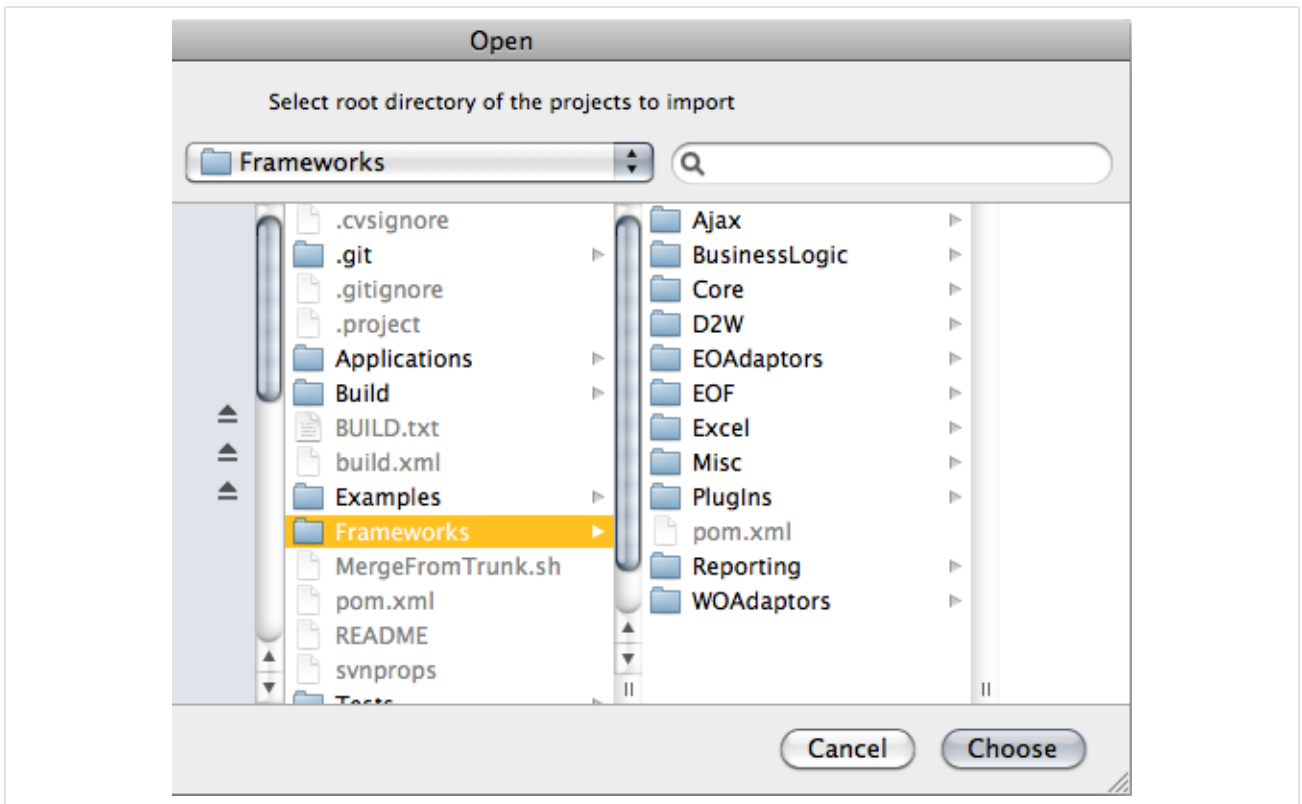 Open
Select root directory of the projects to import
Frameworks
.cvsignore
.git
.gitignore
.project
Applications
Build
BUILD.txt
build.xml
Examples
Frameworks
MergeFromTrunk.sh
pom.xml
README
svnprops
Tests
Ajax
BusinessLogic
Core
D2W
EOAdaptors
EOF
Excel
Misc
PlugIns
pom.xml
Reporting
WOAdaptors
Cancel
Choose